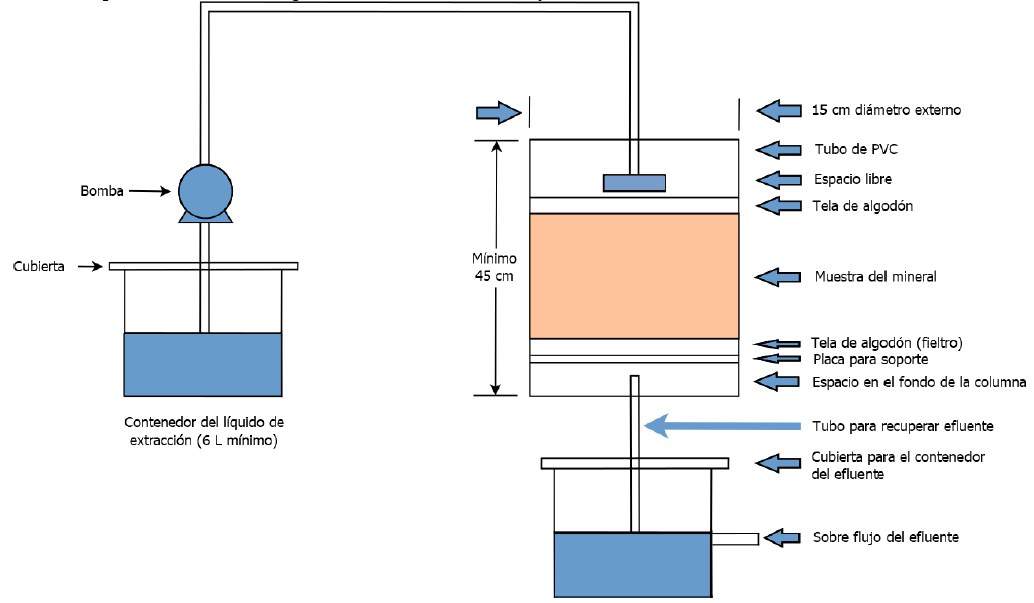 15 cm diámetro externo
Tubo de PVC
Bomba
Espacio libre
Tela de algodón
Cubierta
Mínimo
45 cm
Muestra del mineral
Tela de algodón (fieltro)
Placa para soporte
Espacio en el fondo de la columna
Contenedor del líquido de
extracción (6 L mínimo)
Tubo para recuperar efluente
Cubierta para el contenedor
del efluente
Sobre flujo del efluente